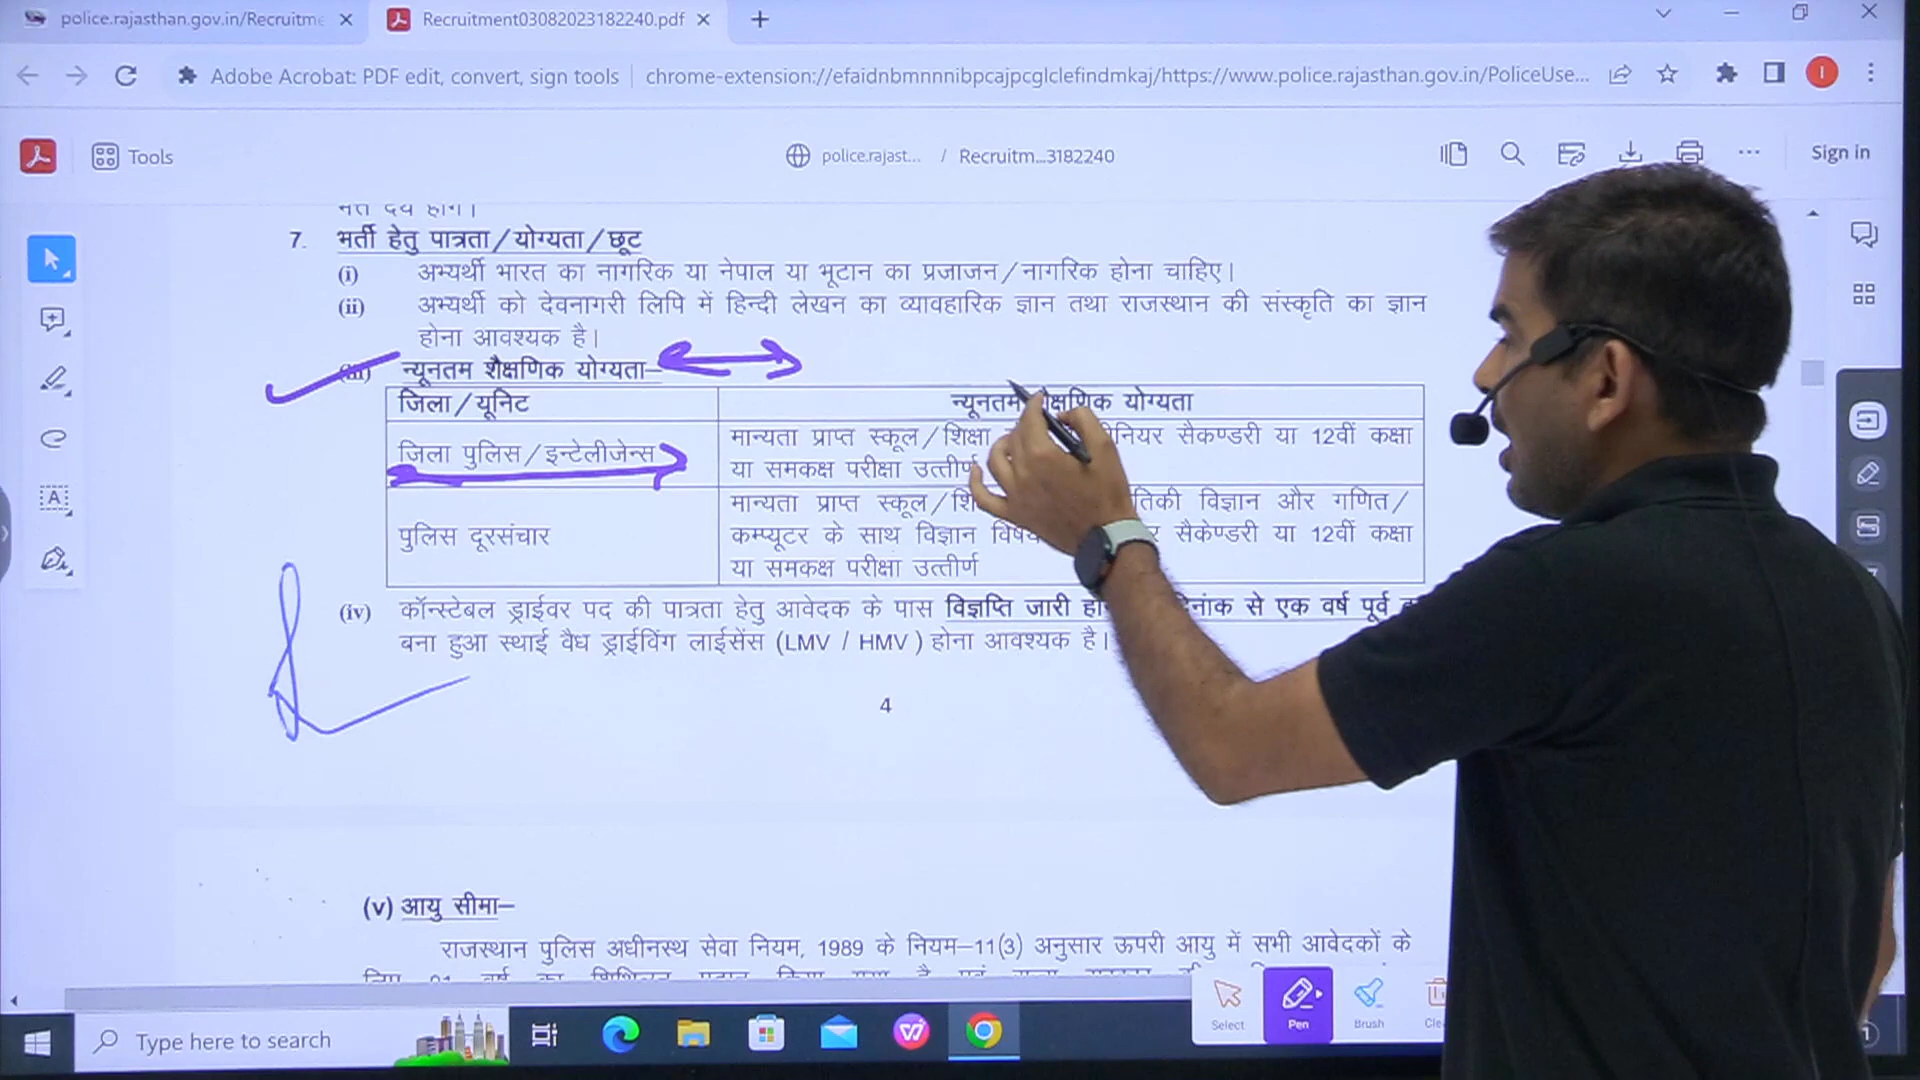 police.rajasthan.gov.in/Recruitme
Recruitment03082023182240.pdf
Adobe Acrobat: PDF edit, convert, sign tools
chrome-extension://efaidnbmnnnibpcajpcglclefindmkaj/https://www.police.rajasthan.gov.in/PoliceUse...
Tools
police.rajast... / Recruitm...3182240
Sign in
7. भर्ती हेतु पात्रता/योग्यता/छूट
(i) अभ्यर्थी भारत का नागरिक या नेपाल या भूटान का प्रजाजन/नागरिक होना चाहिए।
(ii) अभ्यर्थी को देवनागरी लिपि में हिन्दी लेखन का व्यावहारिक ज्ञान तथा राजस्थान की संस्कृति का ज्ञान
होना आवश्यक है।
(iii) न्यूनतम शैक्षणिक योग्यता–
जिला/यूनिट न्यूनतम शैक्षणिक योग्यता
जिला पुलिस/इन्टेलीजेन्स मान्यता प्राप्त स्कूल/शिक्षा सैकण्डरी या 12वीं कक्षा
या समकक्ष परीक्षा उत्तीर्ण
पुलिस दूरसंचार मान्यता प्राप्त स्कूल/ विज्ञान और गणित/
कम्प्यूटर के साथ विज्ञान सैकेण्डरी या 12वीं कक्षा
या समकक्ष परीक्षा उत्तीर्ण
(iv) कॉन्स्टेबल ड्राईवर पद की पात्रता हेतु आवेदक के पास विज्ञप्ति जारी से एक वर्ष पूर्व
बना हुआ स्थाई वैध ड्राईविंग लाईसेंस (LMV / HMV ) होना आवश्यक है।
4
(v) आयु सीमा–
राजस्थान पुलिस अधीनस्थ सेवा नियम, 1989 के नियम–11(3) अनुसार ऊपरी आयु में सभी आवेदकों के
Select
Pen
Brush
Type here to search